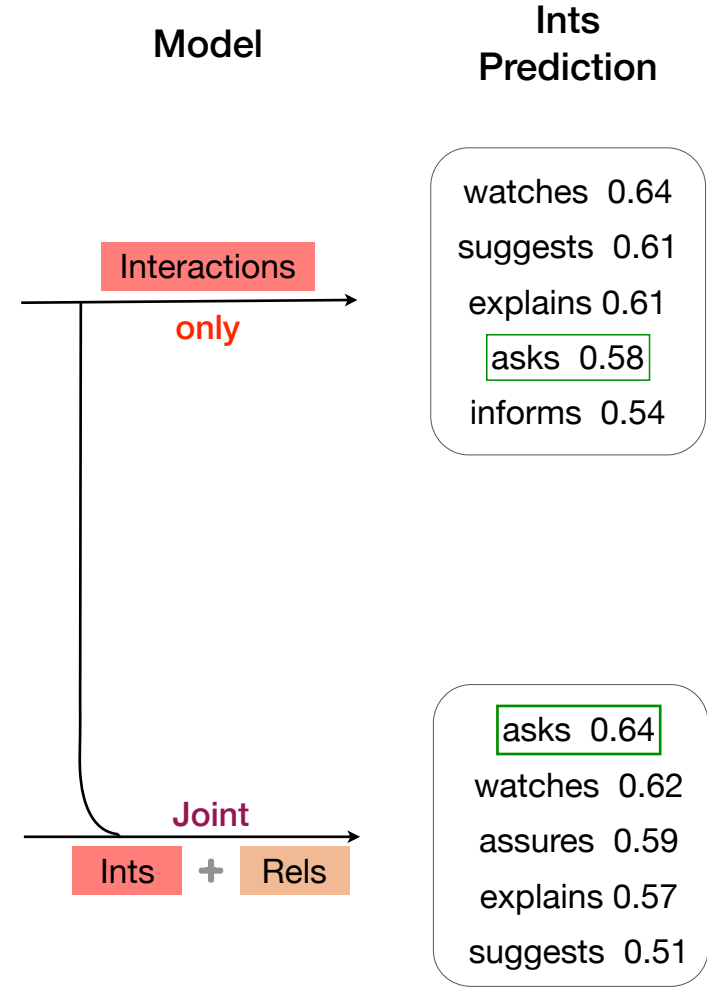 Model
Ints
Prediction
Interactions
only
watches 0.64
suggests 0.61
explains 0.61
asks 0.58
informs 0.54
Joint
Ints + Rels
asks 0.64
watches 0.62
assures 0.59
explains 0.57
suggests 0.51